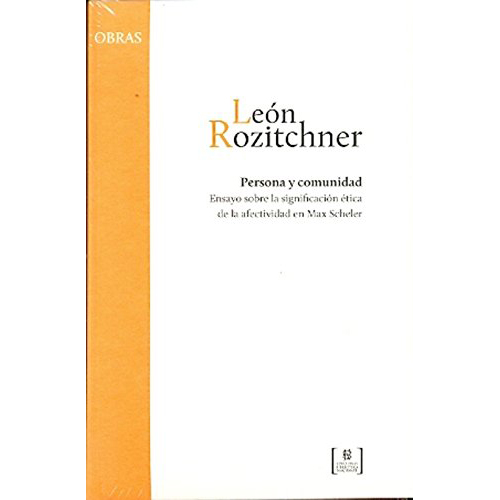 OBRAS
León
Rozitchner
Persona y comunidad
Ensayo sobre la significación ética
de la afectividad en Max Scheler